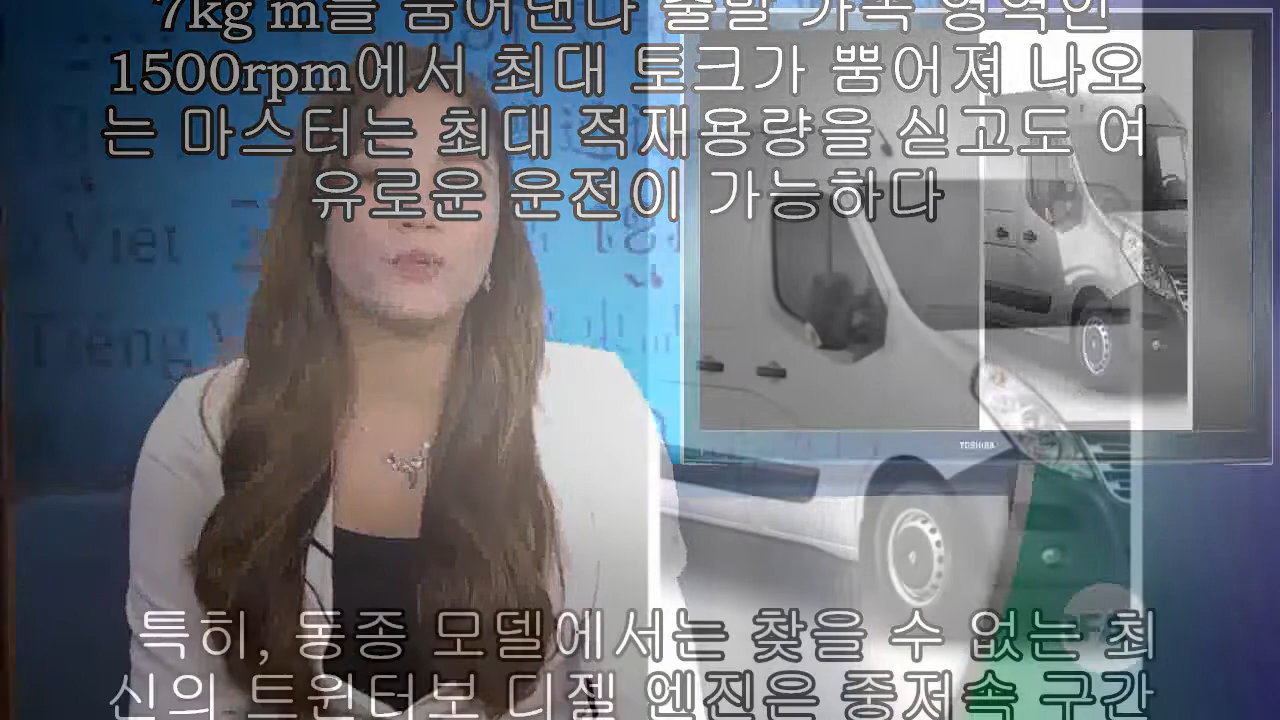 7kg·m를 뿜어낸다 출발 가속 영역인
1500rpm에서 최대 토크가 뿜어져 나오
는 마스터는 최대 적재용량을 싣고도 여
유로운 운전이 가능하다
Viet
Tiếng
TOSHIBA
특히, 동종 모델에서는 찾을 수 없는 최
신의 트윈터보 디젤 엔진은 중저속 구간